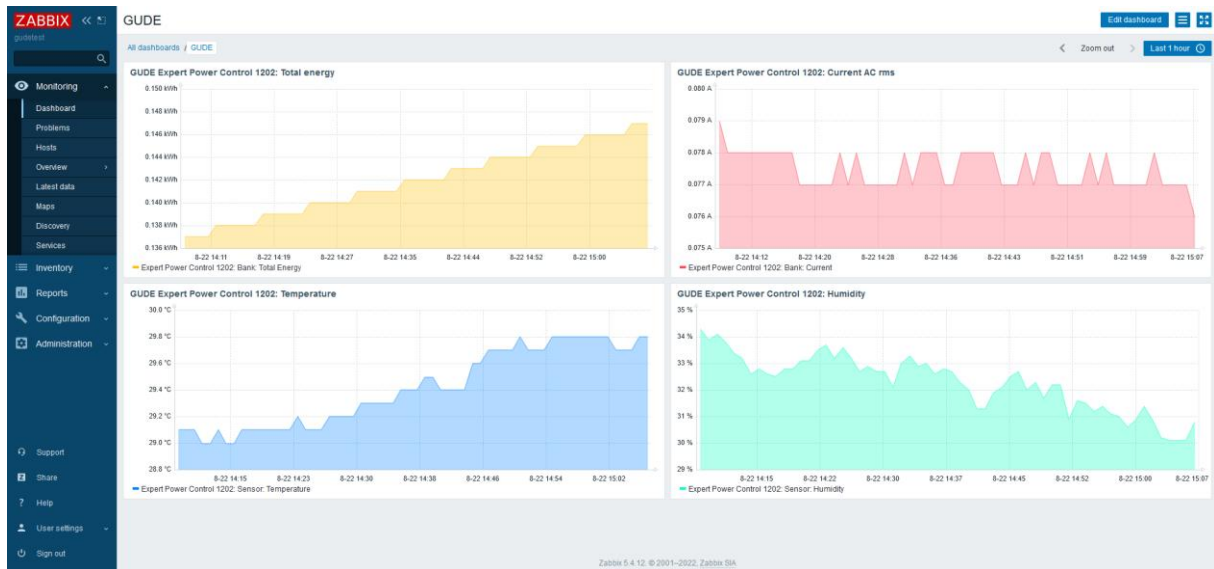 ZABBIX
gudetest
Monitoring
Dashboard
Problems
Hosts
Overview
Latest data
Maps
Discovery
Services
Inventory
Reports
Configuration
Administration
Support
Share
Help
User settings
Sign out
GUDE
Edit dashboard
All dashboards / GUDE
Zoom out
Last 1 hour
GUDE Expert Power Control 1202: Total energy
0.150 kWh
0.148 kWh
0.146 kWh
0.144 kWh
0.142 kWh
0.140 kWh
0.138 kWh
0.136 kWh
8-22 14:11 8-22 14:19 8-22 14:27 8-22 14:35 8-22 14:44 8-22 14:52 8-22 15:00
Expert Power Control 1202: Bank: Total Energy
GUDE Expert Power Control 1202: Current AC rms
0.080 A
0.079 A
0.078 A
0.077 A
0.076 A
0.075 A
8-22 14:12 8-22 14:20 8-22 14:28 8-22 14:36 8-22 14:43 8-22 14:51 8-22 14:59 8-22 15:07
Expert Power Control 1202: Bank: Current
GUDE Expert Power Control 1202: Temperature
30.0 °C
29.8 °C
29.6 °C
29.4 °C
29.2 °C
29.0 °C
28.8 °C
8-22 14:15 8-22 14:23 8-22 14:30 8-22 14:38 8-22 14:46 8-22 14:54 8-22 15:02
Expert Power Control 1202: Sensor: Temperature
GUDE Expert Power Control 1202: Humidity
35 %
34 %
33 %
32 %
31 %
30 %
29 %
8-22 14:15 8-22 14:22 8-22 14:30 8-22 14:37 8-22 14:45 8-22 14:52 8-22 15:00 8-22 15:07
Expert Power Control 1202: Sensor: Humidity
Zabbix 5.4.12. © 2001–2022, Zabbix SIA